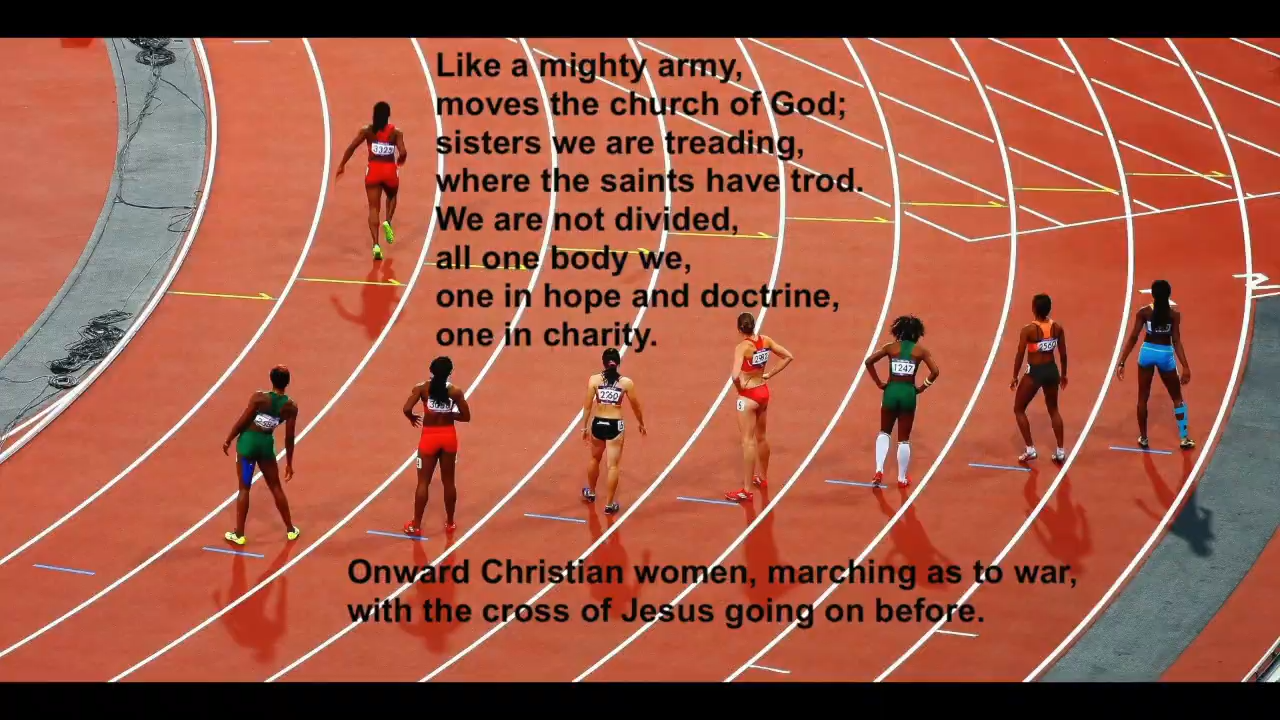 Like a mighty army,
moves the church of God;
sisters we are treading,
where the saints have trod.
We are not divided,
all one body we,
one in hope and doctrine,
one in charity.
1247
2260
Onward Christian women, marching as to war,
with the cross of Jesus going on before.